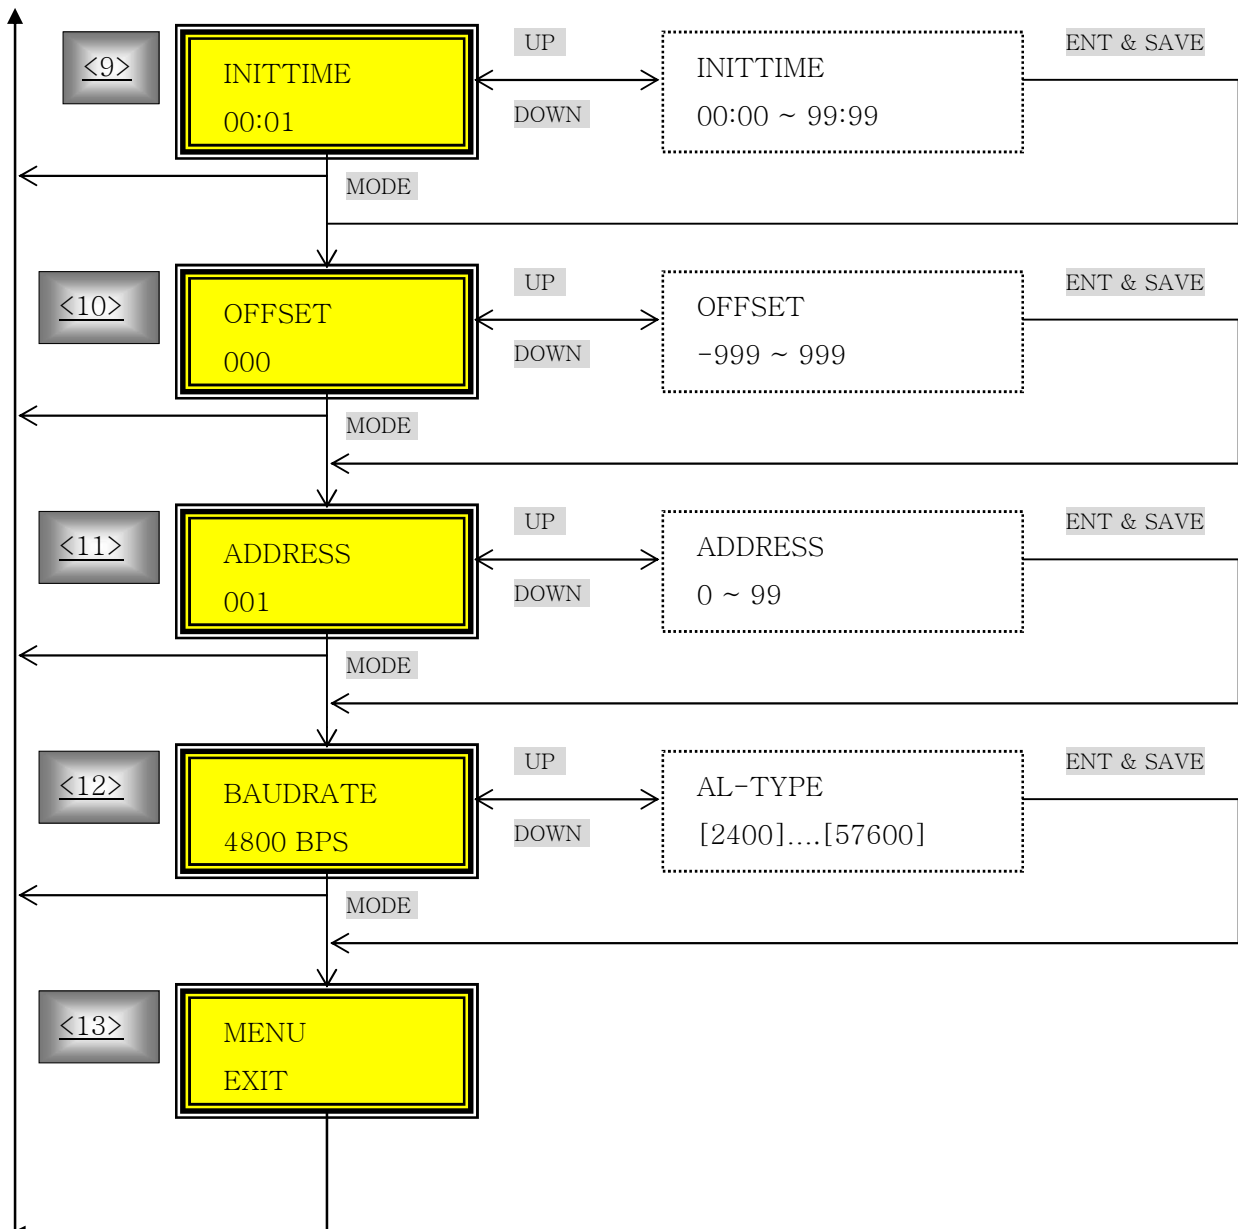 <9>
INITTIME
00:01
UP
DOWN
INITTIME
00:00 ~ 99:99
ENT & SAVE
MODE
<10>
OFFSET
000
UP
DOWN
OFFSET
-999 ~ 999
ENT & SAVE
MODE
<11>
ADDRESS
001
UP
DOWN
ADDRESS
0 ~ 99
ENT & SAVE
MODE
<12>
BAUDRATE
4800 BPS
UP
DOWN
AL-TYPE
[2400]....[57600]
ENT & SAVE
MODE
<13>
MENU
EXIT